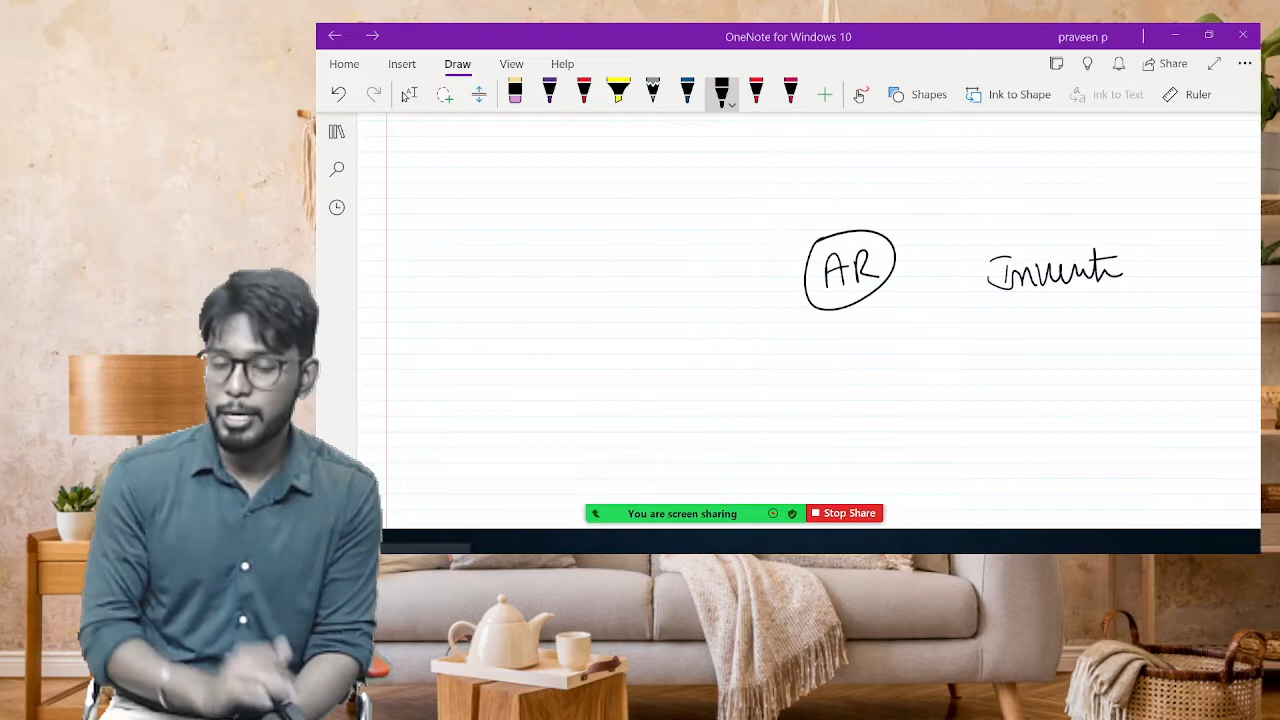 OneNote for Windows 10
praveen p
Home Insert Draw View Help
Share
Shapes Ink to Shape Ink to Text Ruler
AR
You are screen sharing
Stop Share